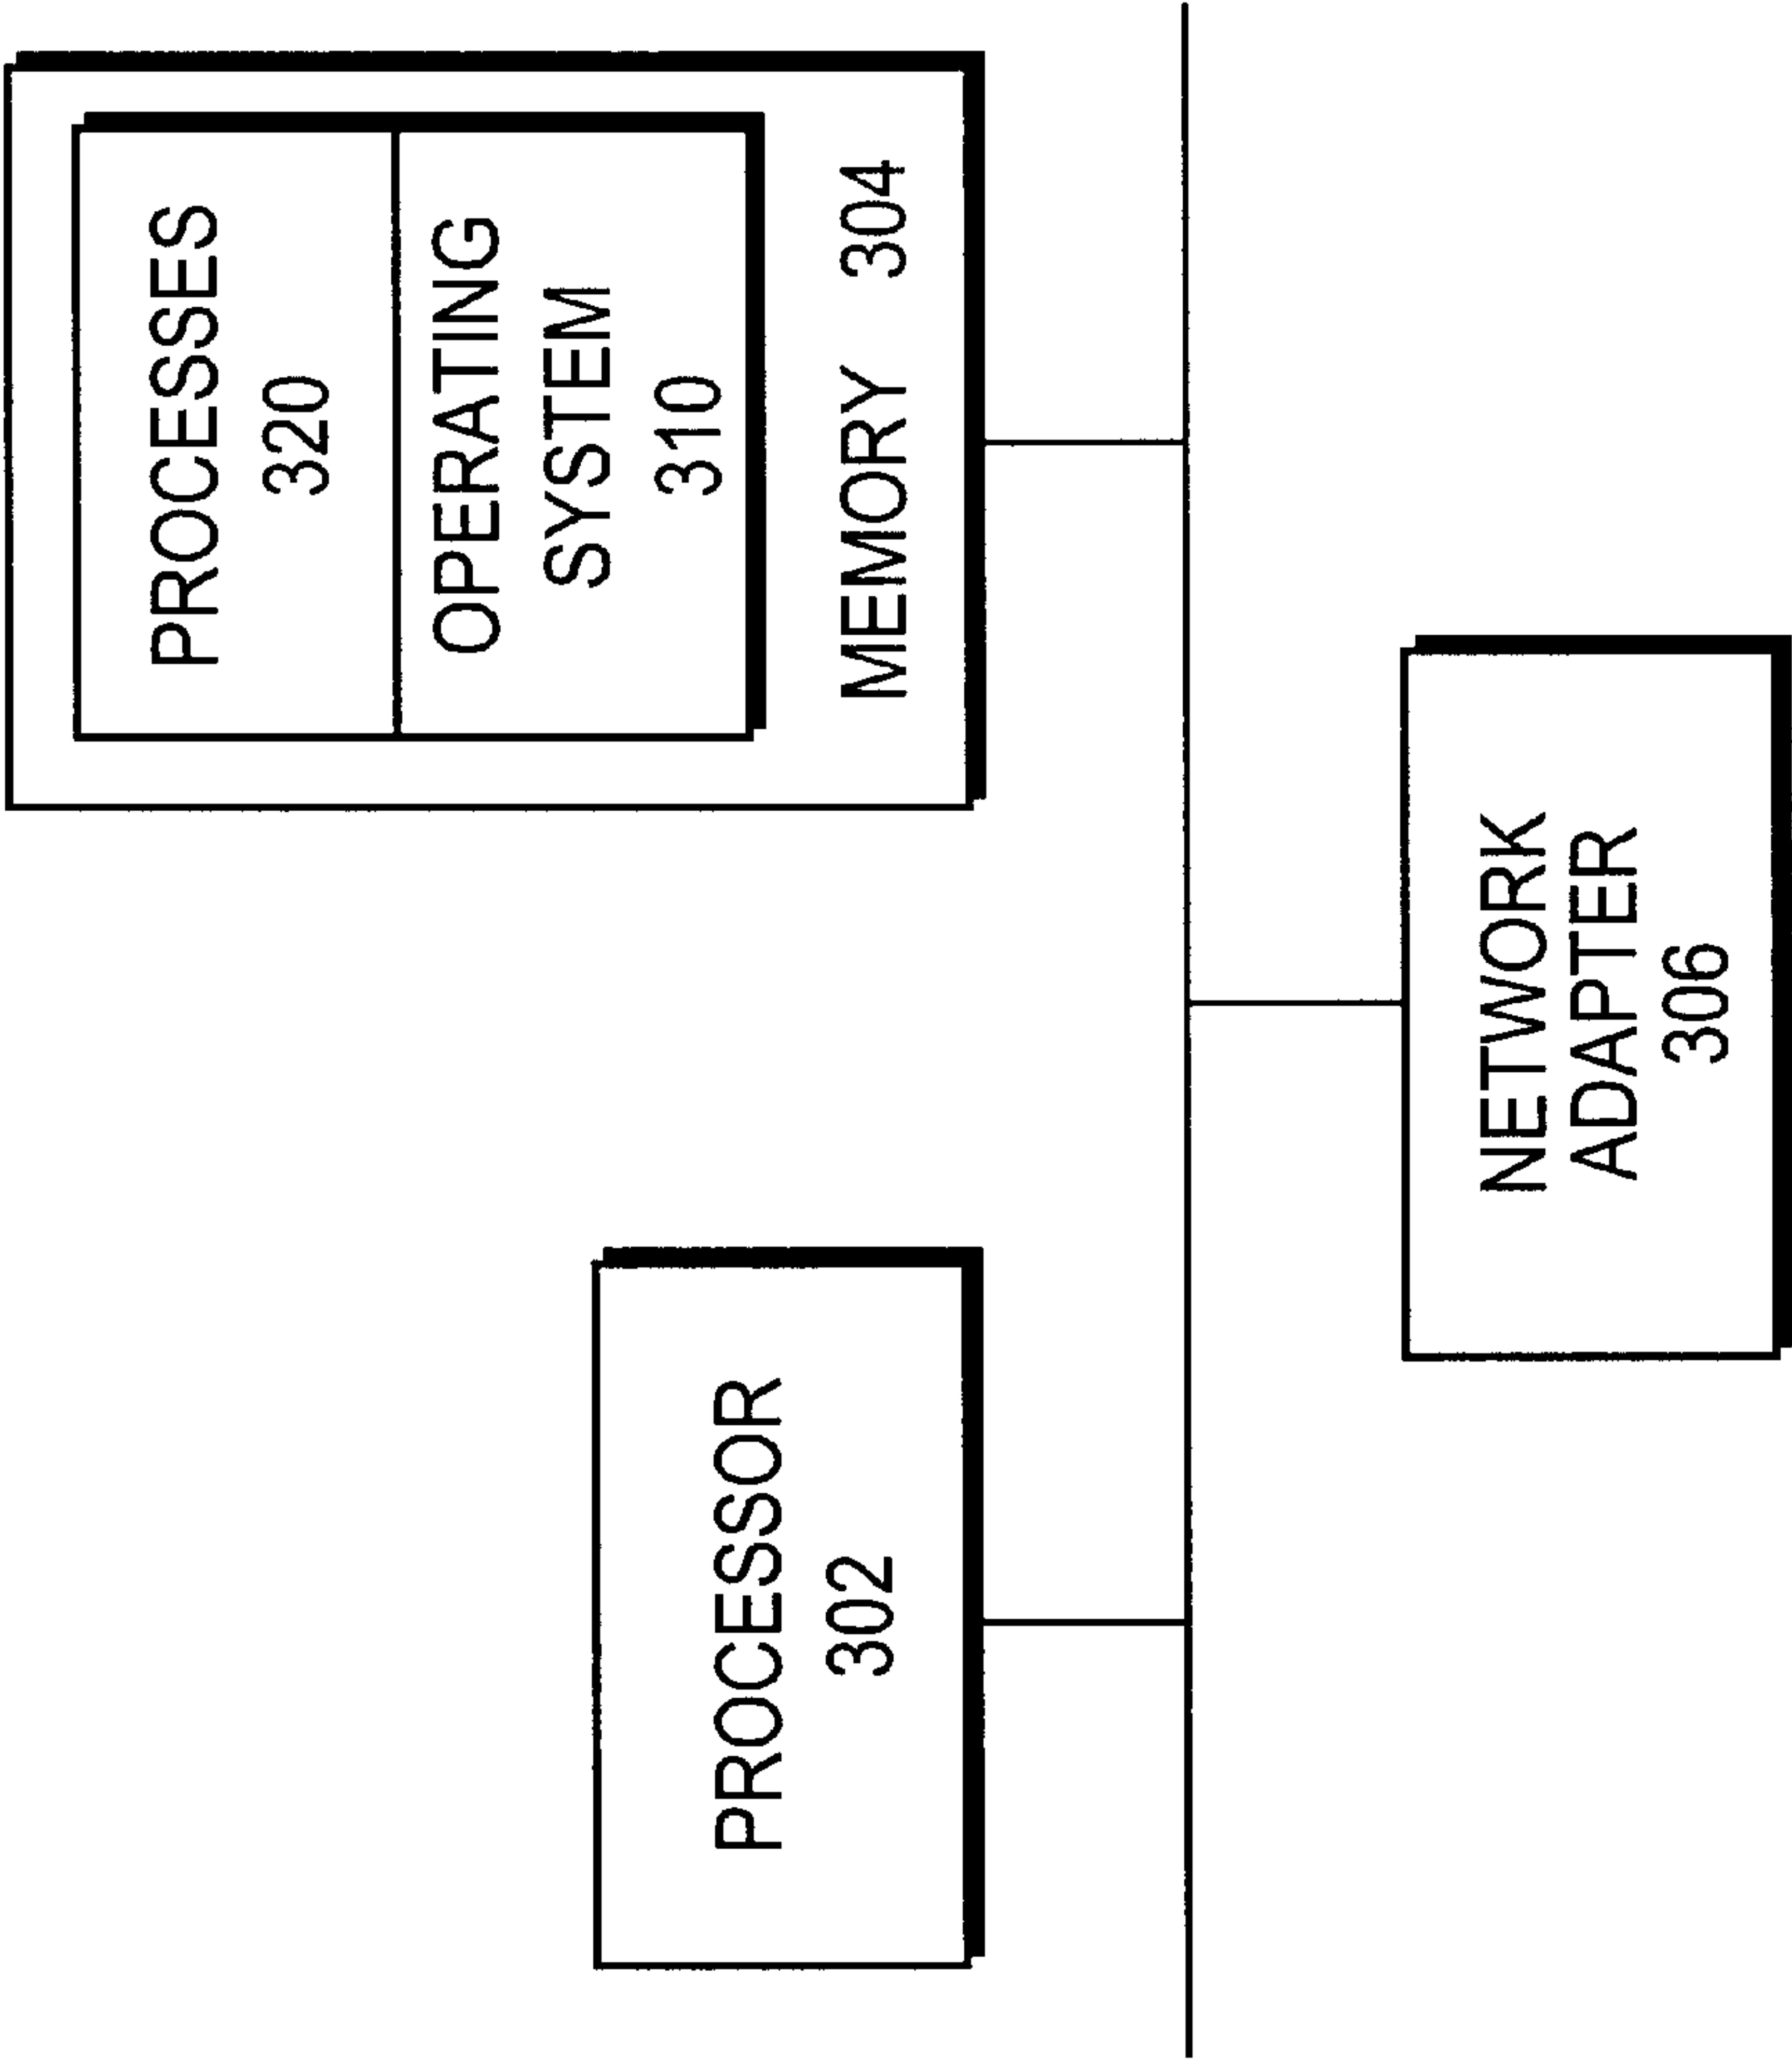 PROCESSOR
302
PROCESSES
320
OPERATING
SYSTEM
310
MEMORY 304
NETWORK
ADAPTER
306